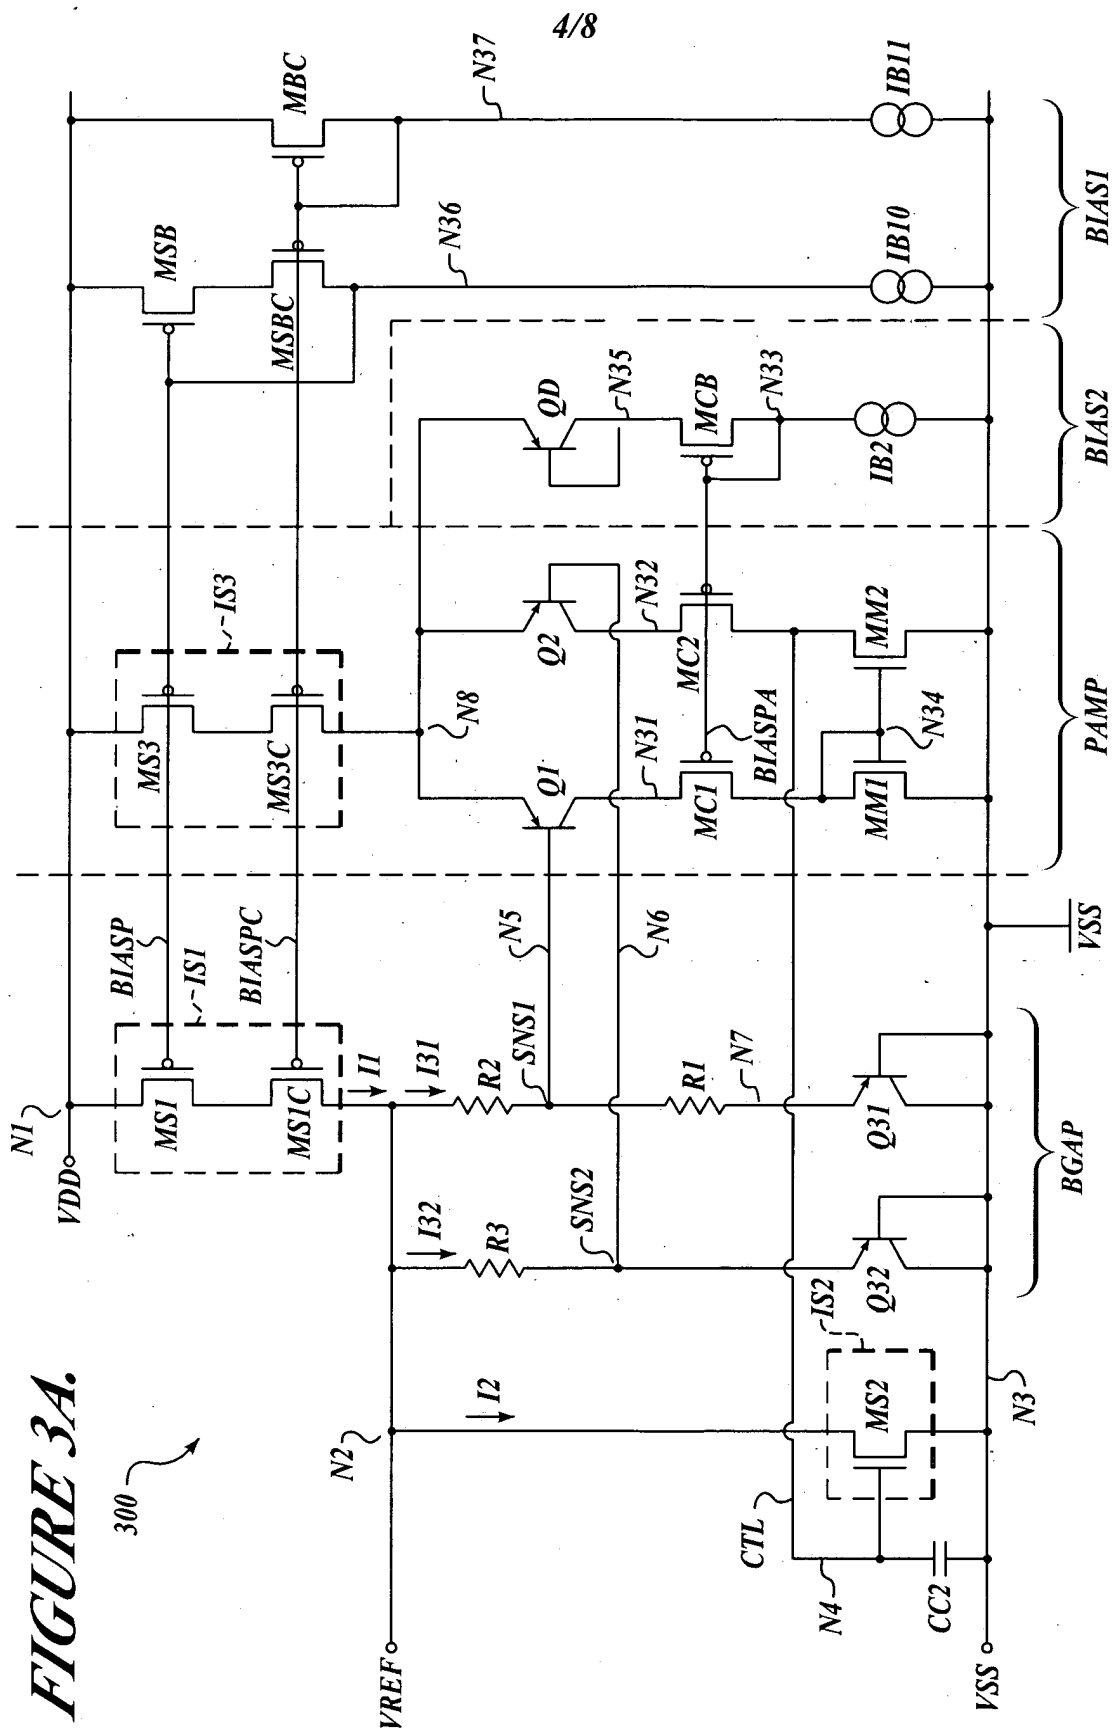 4/8
FIGURE 3A.
300
VDD
N1
BIASP
IS1
MS1
BIASPC
MS1C
I1
I31
MS3
IS3
MS3C
MSB
MSBC
MBC
VREF
N2
I2
I32
R3
R2
SNS1
SNS2
N5
N6
R1
N7
N8
Q1
Q2
QD
N31
N32
N35
MC1
BIASPA
MC2
MCB
N33
N36
N37
CTL
N4
IS2
MS2
CC2
Q32
Q31
MM1
N34
MM2
IB2
IB10
IB11
VSS
N3
VSS
BGAP
PAMP
BIAS2
BIAS1